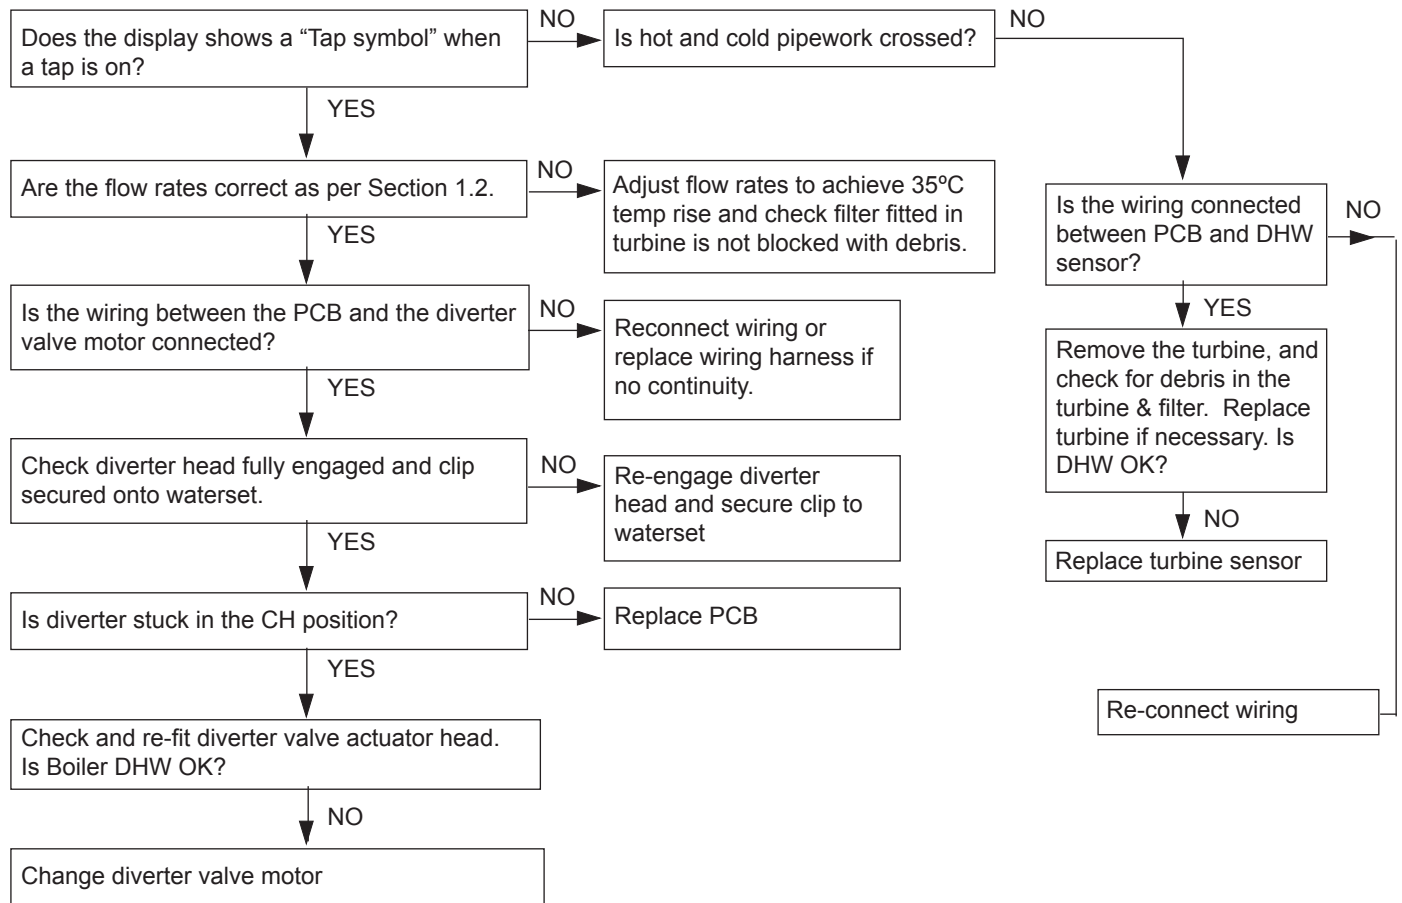 Does the display shows a “Tap symbol” when
a tap is on?
NO
Is hot and cold pipework crossed?
NO
YES
Are the flow rates correct as per Section 1.2.
NO
Adjust flow rates to achieve 35ºC
temp rise and check filter fitted in
turbine is not blocked with debris.
Is the wiring connected
between PCB and DHW
sensor?
NO
YES
Is the wiring between the PCB and the diverter
valve motor connected?
NO
Reconnect wiring or
replace wiring harness if
no continuity.
YES
Remove the turbine, and
check for debris in the
turbine & filter.  Replace
turbine if necessary. Is
DHW OK?
YES
Check diverter head fully engaged and clip
secured onto waterset.
NO
Re-engage diverter
head and secure clip to
waterset
NO
Replace turbine sensor
YES
Is diverter stuck in the CH position?
NO
Replace PCB
YES
Re-connect wiring
Check and re-fit diverter valve actuator head.
Is Boiler DHW OK?
NO
Change diverter valve motor